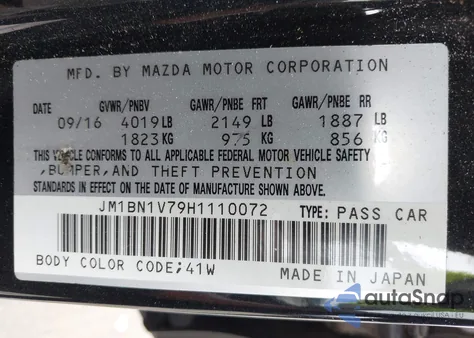 MFD. BY MAZDA MOTOR CORPORATION
DATE GVWR/PNBV GAWR/PNBE FRT GAWR/PNBE RR
09/16 4019LB 2149 LB 1887 LB
1823KG 975 KG 856 KG
THIS VEHICLE CONFORMS TO ALL APPLICABLE FEDERAL MOTOR VEHICLE SAFETY
,BUMPER,AND THEFT PREVENTION
STANDARDS IN EFFECT ON THE DATE OF MANUFACTURE SHOWN ABOVE.
JM1BN1V79H1110072 TYPE: PASS CAR
BODY COLOR CODE;41W
MADE IN JAPAN
autoSnap